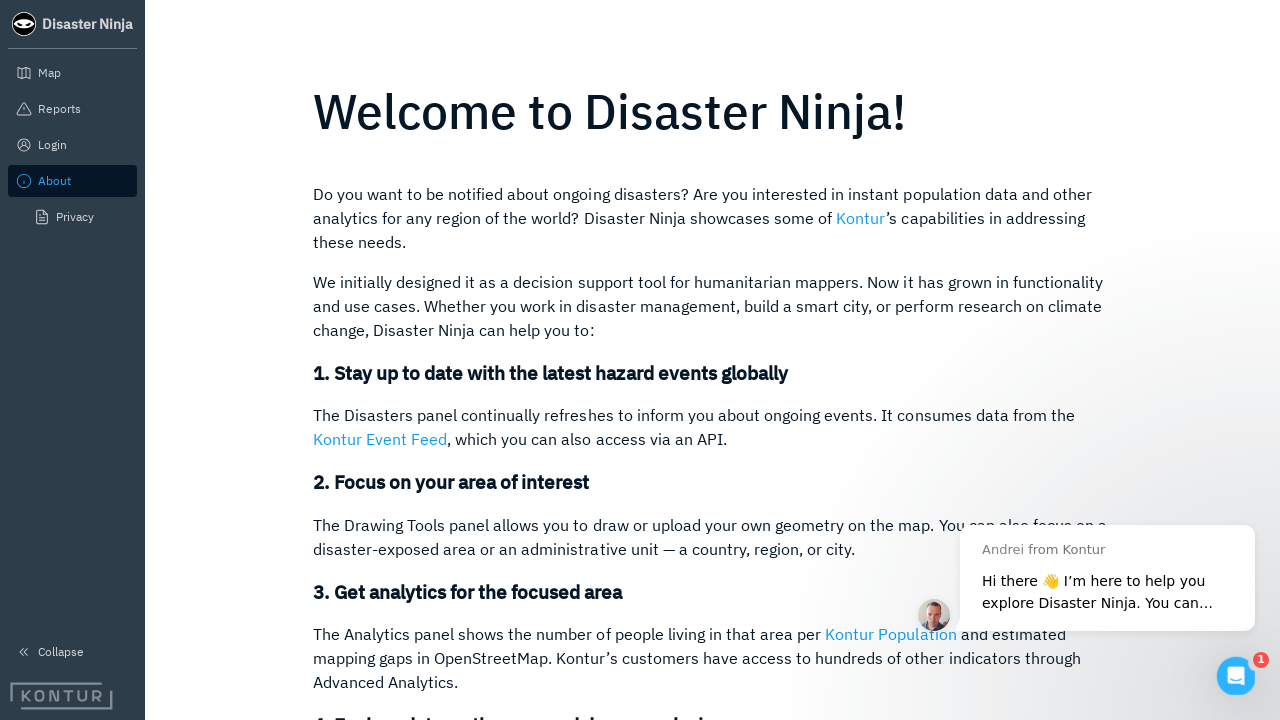 Disaster Ninja
Map
Reports
Login
About
Privacy
Collapse
KONTUR
Welcome to Disaster Ninja!
Do you want to be notified about ongoing disasters? Are you interested in instant population data and other
analytics for any region of the world? Disaster Ninja showcases some of Kontur’s capabilities in addressing
these needs.
We initially designed it as a decision support tool for humanitarian mappers. Now it has grown in functionality
and use cases. Whether you work in disaster management, build a smart city, or perform research on climate
change, Disaster Ninja can help you to:
1. Stay up to date with the latest hazard events globally
The Disasters panel continually refreshes to inform you about ongoing events. It consumes data from the
Kontur Event Feed, which you can also access via an API.
2. Focus on your area of interest
The Drawing Tools panel allows you to draw or upload your own geometry on the map. You can also focus on a
disaster-exposed area or an administrative unit — a country, region, or city.
3. Get analytics for the focused area
The Analytics panel shows the number of people living in that area per Kontur Population and estimated
mapping gaps in OpenStreetMap. Kontur’s customers have access to hundreds of other indicators through
Advanced Analytics.
Andrei from Kontur
Hi there 👋 I’m here to help you
explore Disaster Ninja. You can...
1